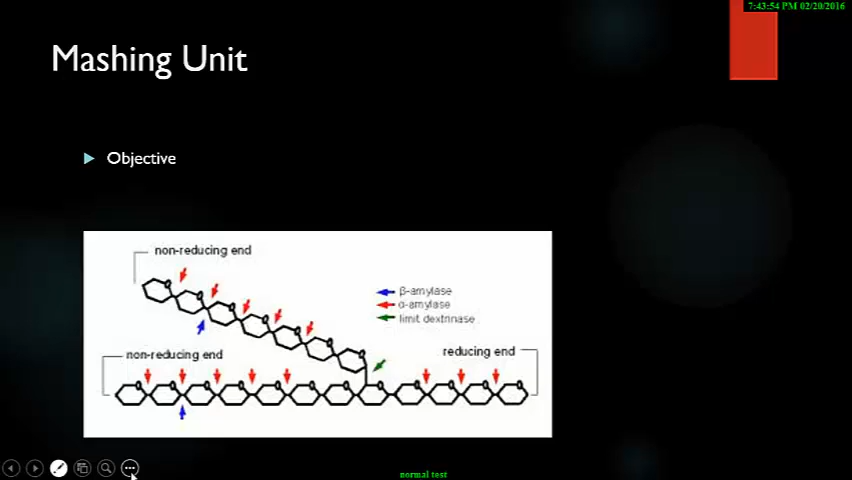 7:43:54 PM 02/20/2016
Mashing Unit
Objective
non-reducing end
β-amylase
α-amylase
limit dextrinase
non-reducing end
reducing end
normal test